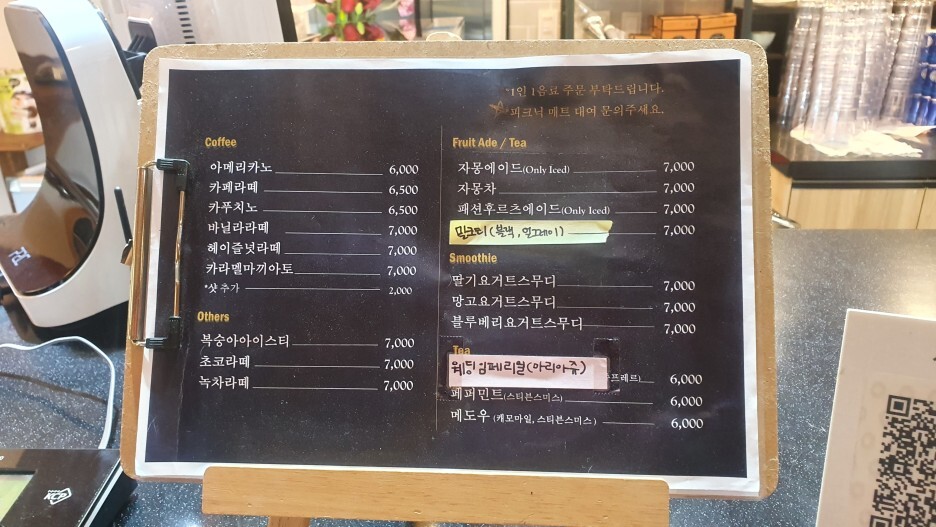 *1인 1음료 주문 부탁드립니다.
피크닉 매트 대여 문의주세요.
Coffee
아메리카노 6,000
카페라떼 6,500
카푸치노 6,500
바닐라라떼 7,000
헤이즐넛라떼 7,000
카라멜마끼아토 7,000
*샷 추가 2,000
Others
복숭아아이스티 7,000
초코라떼 7,000
녹차라떼 7,000
Fruit Ade / Tea
자몽에이드(Only Iced) 7,000
자몽차 7,000
패션후르츠에이드(Only Iced) 7,000
밀크티(블랙, 얼그레이) 7,000
Smoothie
딸기요거트스무디 7,000
망고요거트스무디 7,000
블루베리요거트스무디 7,000
Tea
웨딩임페리얼(마리아쥬) 프레르) 6,000
페퍼민트(스티븐스미스) 6,000
메도우 (캐모마일, 스티븐스미스) 6,000